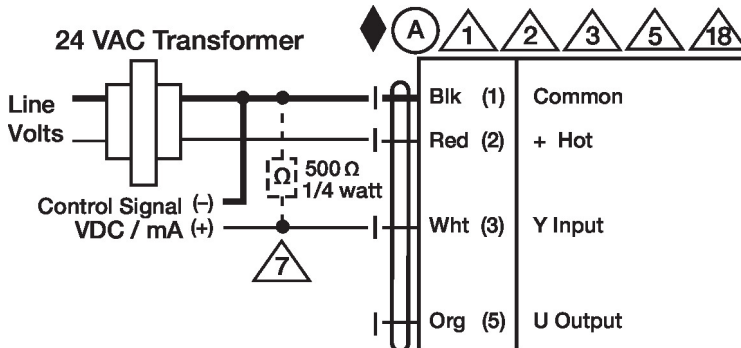 A 1 2 3 5 18
24 VAC Transformer
Line
Volts
Blk (1) Common
Red (2) + Hot
Ω 500 Ω
1/4 watt
Control Signal (–)
VDC / mA (+)
Wht (3) Y Input
7
Org (5) U Output